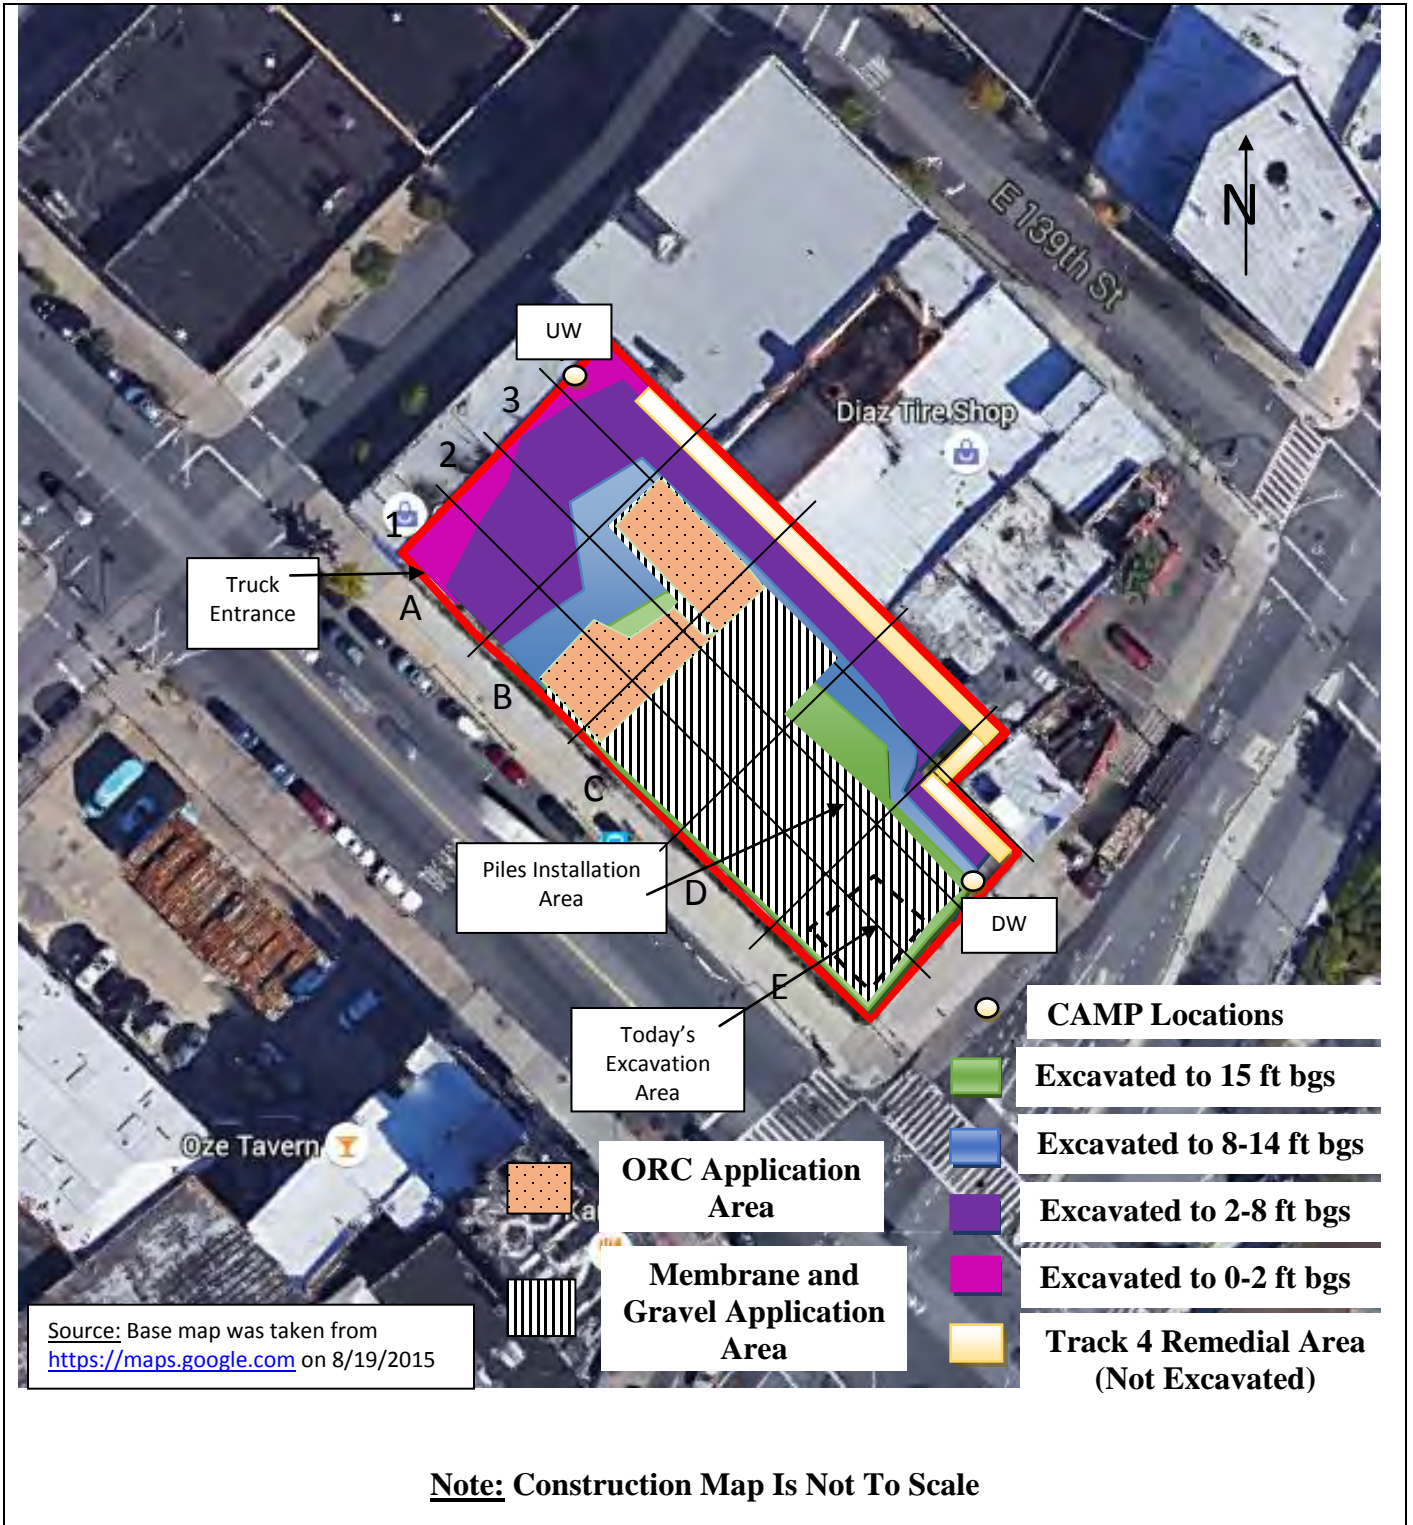 E 139th St
N
UW
3
Diaz Tire Shop
2
1
Truck
Entrance
A
B
C
Piles Installation
Area
D
DW
E
Today's
Excavation
Area
CAMP Locations
Excavated to 15 ft bgs
Excavated to 8-14 ft bgs
Excavated to 2-8 ft bgs
Excavated to 0-2 ft bgs
Track 4 Remedial Area
(Not Excavated)
Oze Tavern
ORC Application
Area
Ka
Membrane and
Gravel Application
Area
Source: Base map was taken from
https://maps.google.com on 8/19/2015
Note: Construction Map Is Not To Scale